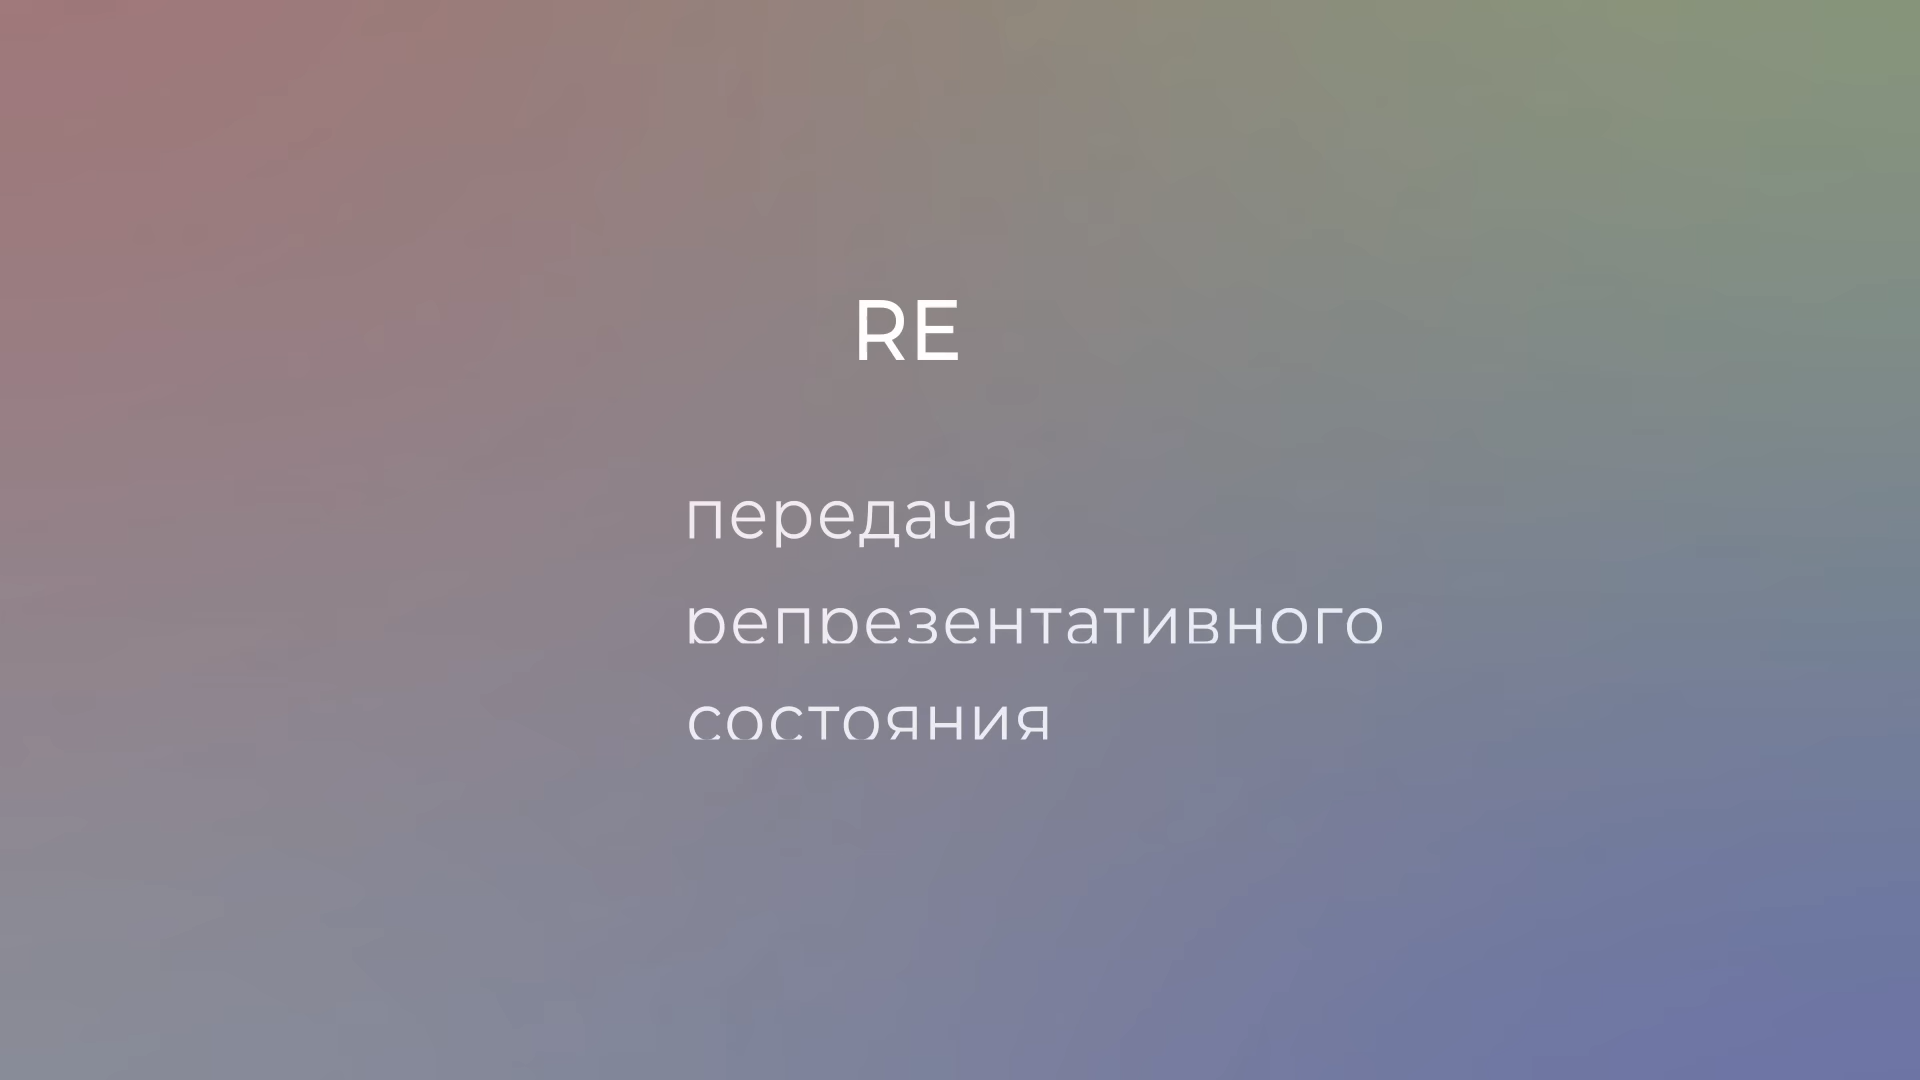 RE
передача
репрезентативного
состояния